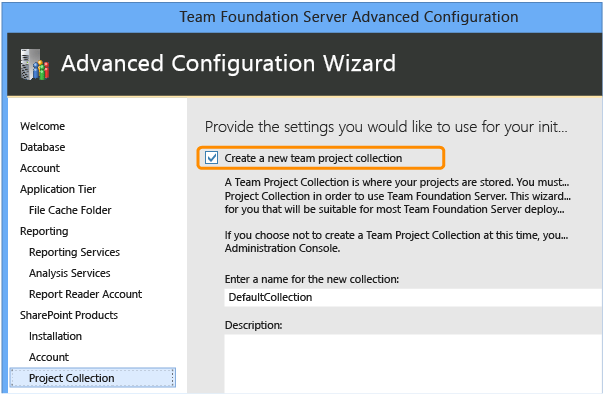 Team Foundation Server Advanced Configuration
Advanced Configuration Wizard
Welcome
Database
Account
Application Tier
File Cache Folder
Reporting
Reporting Services
Analysis Services
Report Reader Account
SharePoint Products
Installation
Account
Project Collection
Provide the settings you would like to use for your init...
Create a new team project collection
A Team Project Collection is where your projects are stored. You must...
Project Collection in order to use Team Foundation Server. This wizard...
for you that will be suitable for most Team Foundation Server deploy...
If you choose not to create a Team Project Collection at this time, you...
Administration Console.
Enter a name for the new collection:
DefaultCollection
Description: